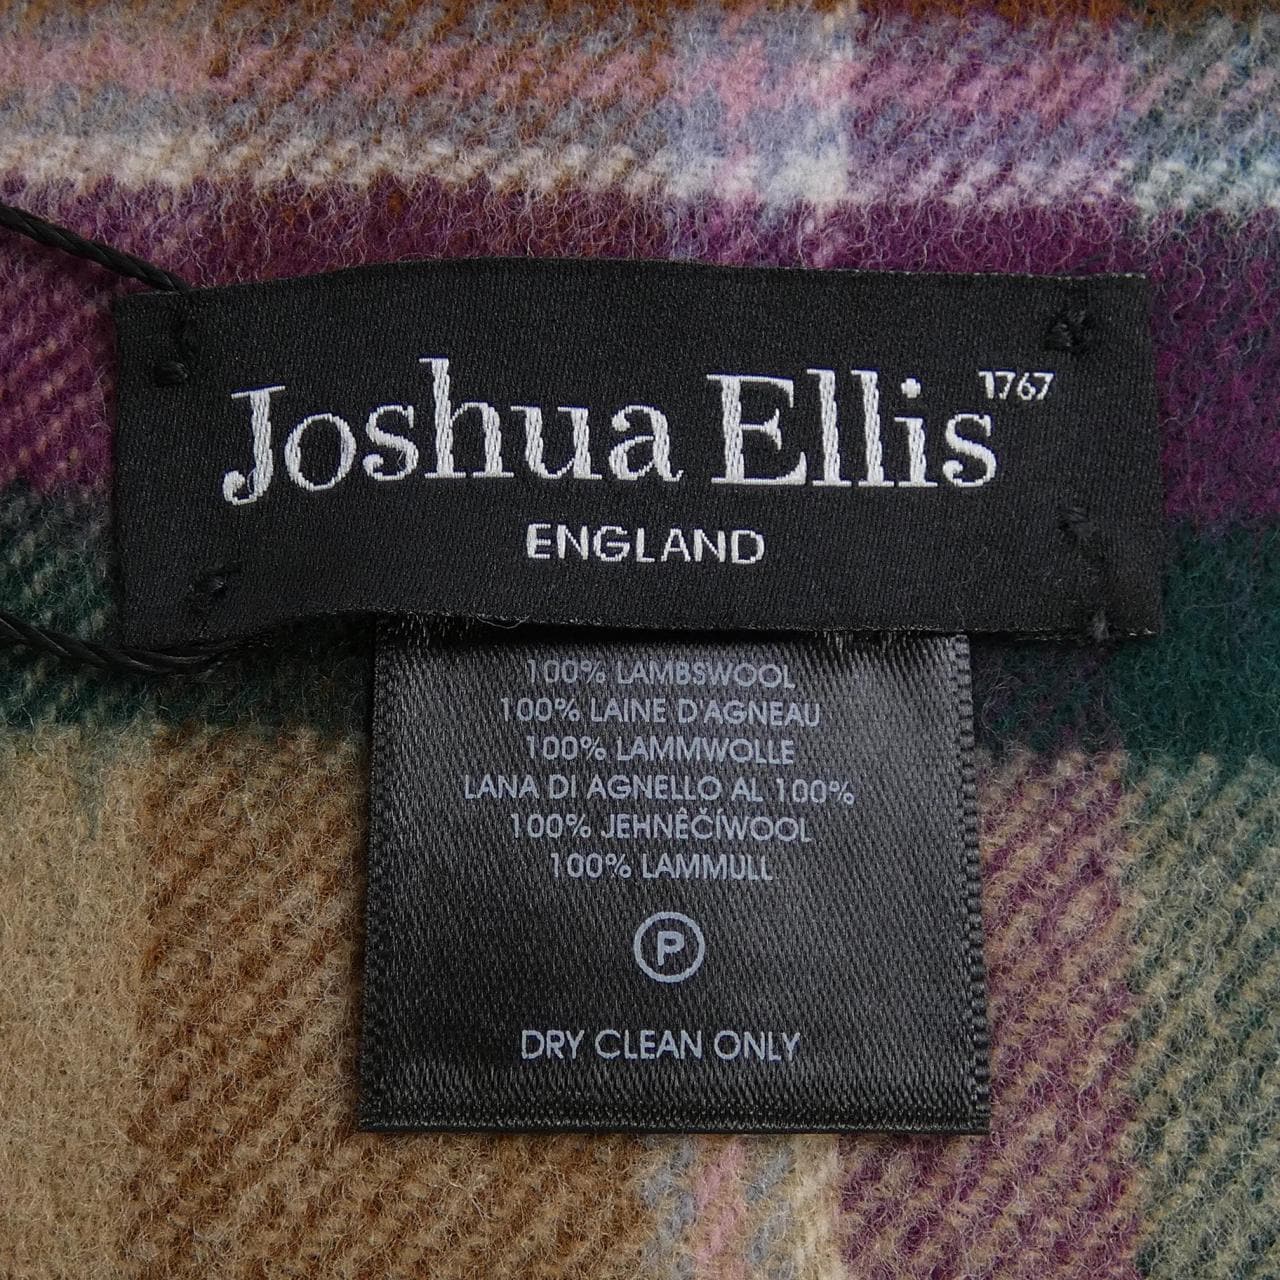 Joshua Ellis 1767
ENGLAND
100% LAMBSWOOL
100% LAINE D'AGNEAU
100% LAMMWOLLE
LANA DI AGNELLO AL 100%
100% JEHNÊČÍWOOL
100% LAMMULL
P
DRY CLEAN ONLY